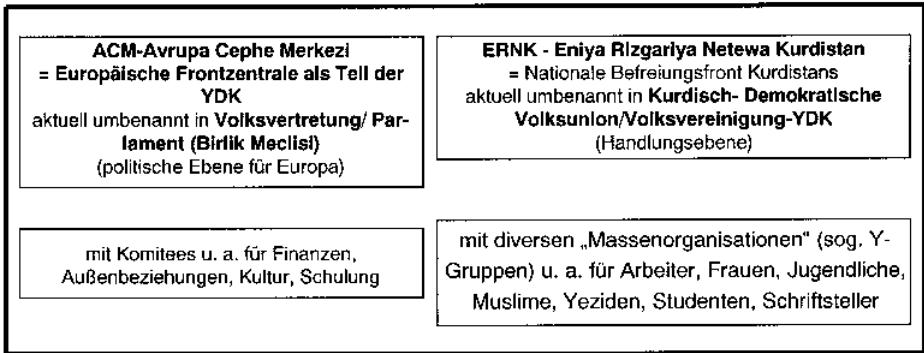 ACM-Avrupa Cephe Merkezi
= Europäische Frontzentrale als Teil der
YDK
aktuell umbenannt in Volksvertretung/ Par-
lament (Birlik Meclisi)
(politische Ebene für Europa)
ERNK - Eniya Rizgariya Netewa Kurdistan
= Nationale Befreiungsfront Kurdistans
aktuell umbenannt in Kurdisch- Demokratische
Volksunion/Volksvereinigung-YDK
(Handlungsebene)
mit Komitees u. a. für Finanzen,
Außenbeziehungen, Kultur, Schulung
mit diversen „Massenorganisationen“ (sog. Y-
Gruppen) u. a. für Arbeiter, Frauen, Jugendliche,
Muslime, Yeziden, Studenten, Schriftsteller